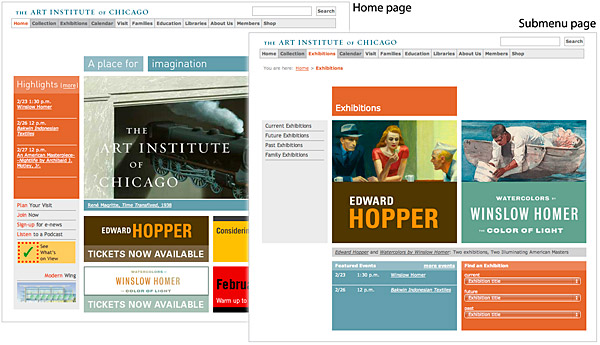 Home page
THE ART INSTITUTE OF CHICAGO
Search
Home Collection Exhibitions Calendar Visit Families Education Libraries About Us Members Shop
A place for imagination
Highlights [more]
2/23 1:30 p.m.
Winslow Homer
2/26 12 p.m.
Bakwin Indonesian
Textiles
2/27 12 p.m.
An American Masterpiece-
-Nightlife by Archibald J.
Motley, Jr.
THE
ART INSTITUTE
OF
CHICAGO
René Magritte, Time Transfixed, 1938
Plan Your Visit
Join Now
Sign-up for e-news
Listen to a Podcast
See
What's
on View
Modern Wing
EDWARD HOPPER
TICKETS NOW AVAILABLE
Considerin
WATERCOLORS BY
WINSLOW HOMER
THE COLOR OF LIGHT
TICKETS NOW AVAILABLE
Febru
Warm up to
Submenu page
THE ART INSTITUTE OF CHICAGO
Search
Home Collection Exhibitions Calendar Visit Families Education Libraries About Us Members Shop
You are here: Home > Exhibitions
Exhibitions
Current Exhibitions
Future Exhibitions
Past Exhibitions
Family Exhibitions
EDWARD
HOPPER
WATERCOLORS BY
WINSLOW HOMER
THE COLOR OF LIGHT
Edward Hopper and Watercolors by Winslow Homer: Two exhibitions, Two Illuminating American Masters
Featured Events more events
2/23 1:30 p.m. Winslow Homer
2/26 12 p.m. Bakwin Indonesian Textiles
Find an Exhibition
current
Exhibition title
future
Exhibition title
past
Exhibition title